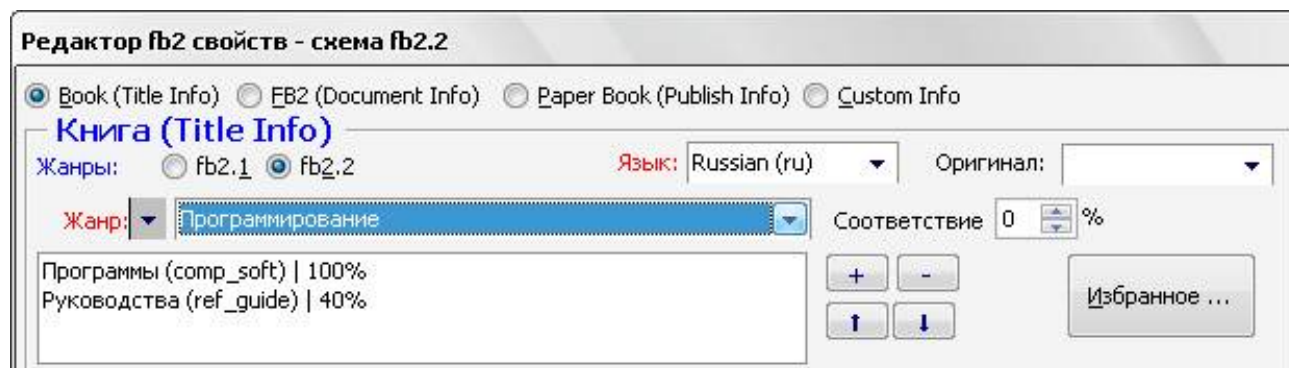 Редактор fb2 свойств - схема fb2.2
Book (Title Info) FB2 (Document Info) Paper Book (Publish Info) Custom Info
Книга (Title Info)
Жанры: fb2.1 fb2.2 Язык: Russian (ru) Оригинал:
Жанр: Программирование Соответствие 0 %
Программы (comp_soft) | 100% + -
Руководства (ref_guide) | 40% Избранное ...